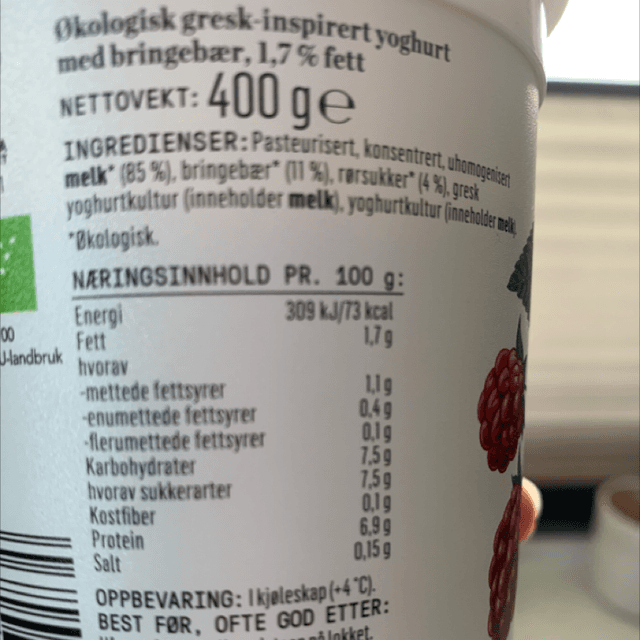 Økologisk gresk-inspirert yoghurt
med bringebær, 1,7 % fett
NETTOVEKT: 400 g e
INGREDIENSER: Pasteurisert, konsentrert, uhomogenisert
melk* (85 %), bringebær* (11 %), rørsukker* (4 %), gresk
yoghurtkultur (inneholder melk), yoghurtkultur (inneholder melk)
*Økologisk.
NÆRINGSINNHOLD PR. 100 g:
Energi 309 kJ/73 kcal
Fett 1,7 g
hvorav
-mettede fettsyrer 1,1 g
-enumettede fettsyrer 0,4 g
-flerumettede fettsyrer 0,1 g
Karbohydrater 7,5 g
hvorav sukkerarter 7,5 g
Kostfiber 0,1 g
Protein 6,9 g
Salt 0,15 g
OPPBEVARING: I kjøleskap (+4 °C).
BEST FØR, OFTE GOD ETTER:
lokket.
00
U-landbruk